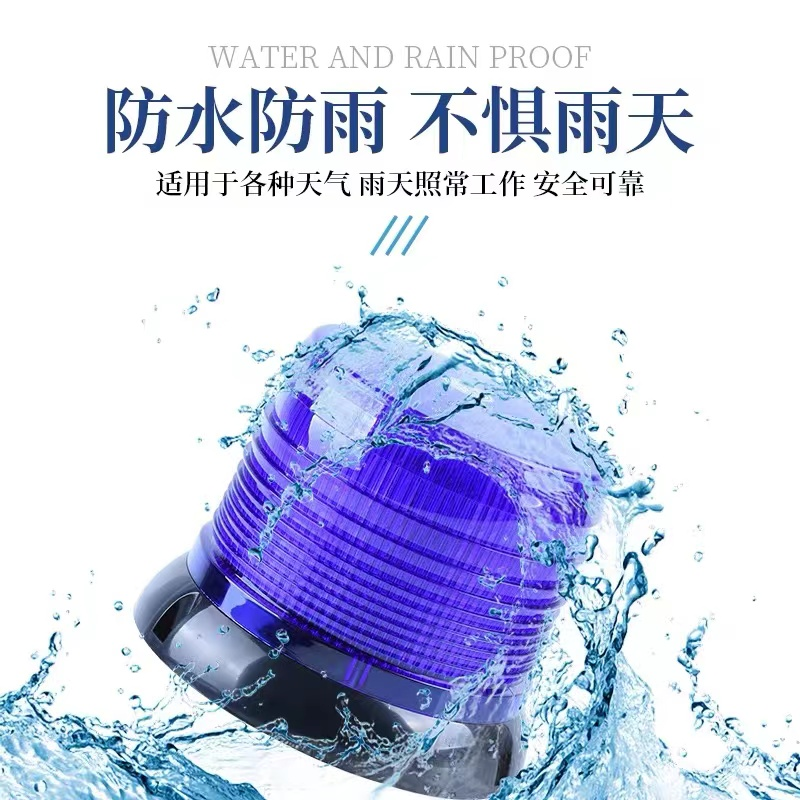 WATER AND RAIN PROOF
防水防雨 不惧雨天
适用于各种天气 雨天照常工作 安全可靠